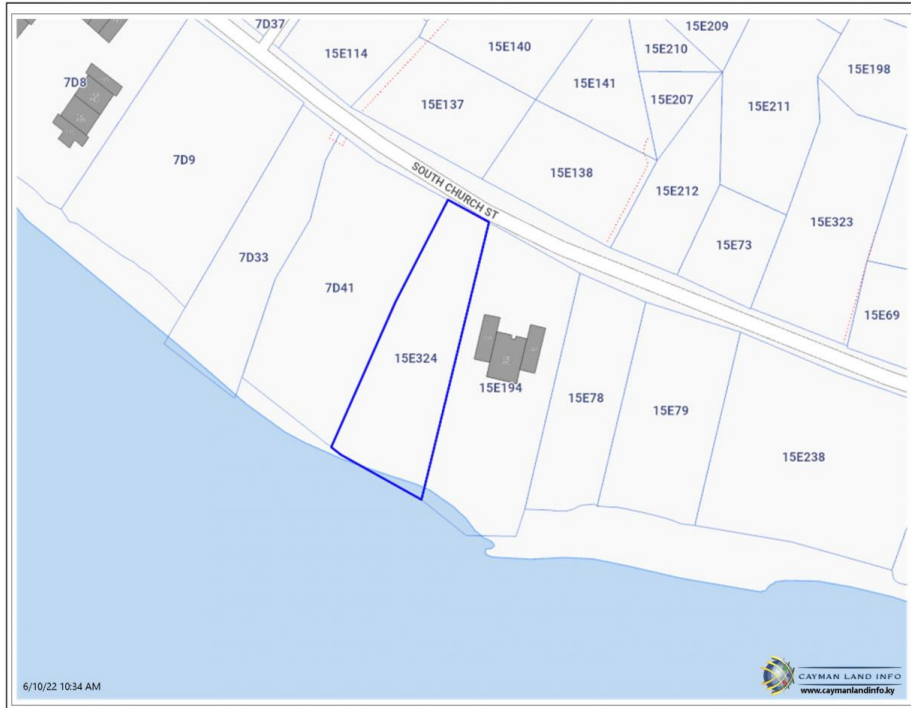 7D37
15E209
15E114
15E140
15E210
15E198
7D8
15E141
15E207
15E137
15E211
7D9
SOUTH CHURCH ST
15E138
15E212
15E323
15E73
7D33
7D41
15E69
15E324
15E194
15E78
15E79
15E238
6/10/22 10:34 AM
CAYMAN LAND INFO
www.caymanlandinfo.ky